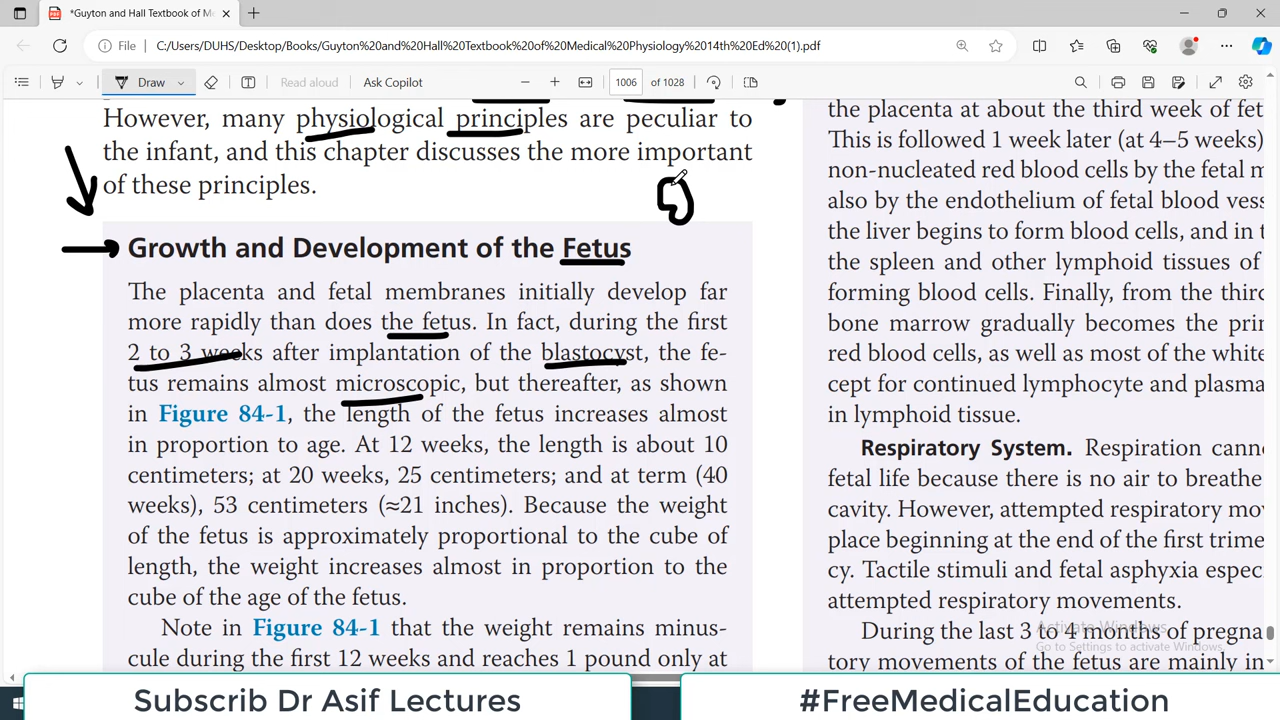 *Guyton and Hall Textbook of Me
File
C:/Users/DUHS/Desktop/Books/Guyton%20and%20Hall%20Textbook%20of%20Medical%20Physiology%2014th%20Ed%20(1).pdf
Draw
Read aloud
Ask Copilot
1006 of 1028
However, many physiological principles are peculiar to
the infant, and this chapter discusses the more important
of these principles.
Growth and Development of the Fetus
The placenta and fetal membranes initially develop far
more rapidly than does the fetus. In fact, during the first
2 to 3 weeks after implantation of the blastocyst, the fe-
tus remains almost microscopic, but thereafter, as shown
in Figure 84-1, the length of the fetus increases almost
in proportion to age. At 12 weeks, the length is about 10
centimeters; at 20 weeks, 25 centimeters; and at term (40
weeks), 53 centimeters (≈21 inches). Because the weight
of the fetus is approximately proportional to the cube of
length, the weight increases almost in proportion to the
cube of the age of the fetus.
Note in Figure 84-1 that the weight remains minus-
cule during the first 12 weeks and reaches 1 pound only at
the placenta at about the third week of fet
This is followed 1 week later (at 4–5 weeks)
non-nucleated red blood cells by the fetal m
also by the endothelium of fetal blood vess
the liver begins to form blood cells, and in t
the spleen and other lymphoid tissues of
forming blood cells. Finally, from the third
bone marrow gradually becomes the prin
red blood cells, as well as most of the white
cept for continued lymphocyte and plasma
in lymphoid tissue.
Respiratory System. Respiration canno
fetal life because there is no air to breathe
cavity. However, attempted respiratory mov
place beginning at the end of the first trime
cy. Tactile stimuli and fetal asphyxia espec
attempted respiratory movements.
During the last 3 to 4 months of pregna
tory movements of the fetus are mainly in
Activate Windows
Go to Settings to activate Windows.
Subscrib Dr Asif Lectures
#FreeMedicalEducation